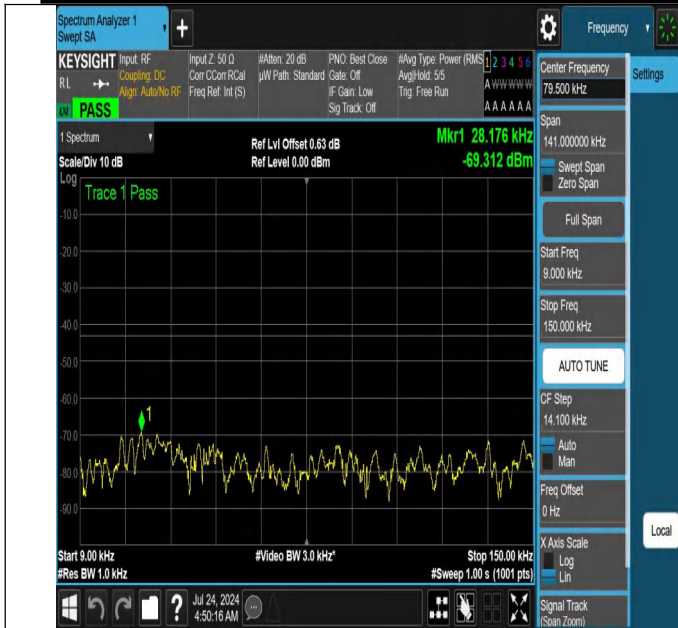 Spectrum Analyzer 1
Swept SA
+
Frequency
KEYSIGHT
RL
LXI
PASS
Input: RF
Coupling: DC
Align: Auto/No RF
Input Z: 50 Ω
Corr CCorr RCal
Freq Ref: Int (S)
#Atten: 20 dB
µW Path: Standard
PNO: Best Close
Gate: Off
IF Gain: Low
Sig Track: Off
#Avg Type: Power (RMS
Avg|Hold: 5/5
Trig: Free Run
1 2 3 4 5 6
A W W W W W
A A A A A A
1 Spectrum
Scale/Div 10 dB
Ref Lvl Offset 0.63 dB
Ref Level 0.00 dBm
Mkr1 28.176 kHz
-69.312 dBm
Log
Trace 1 Pass
-10.0
-20.0
-30.0
-40.0
-50.0
-60.0
-70.0
-80.0
-90.0
1
Start 9.00 kHz
#Res BW 1.0 kHz
#Video BW 3.0 kHz*
Stop 150.00 kHz
#Sweep 1.00 s (1001 pts)
Jul 24, 2024
4:50:16 AM
?
Center Frequency
79.500 kHz
Settings
Span
141.000000 kHz
Swept Span
Zero Span
Full Span
Start Freq
9.000 kHz
Stop Freq
150.000 kHz
AUTO TUNE
CF Step
14.100 kHz
Auto
Man
Freq Offset
0 Hz
X Axis Scale
Log
Lin
Local
Signal Track
(Span Zoom)